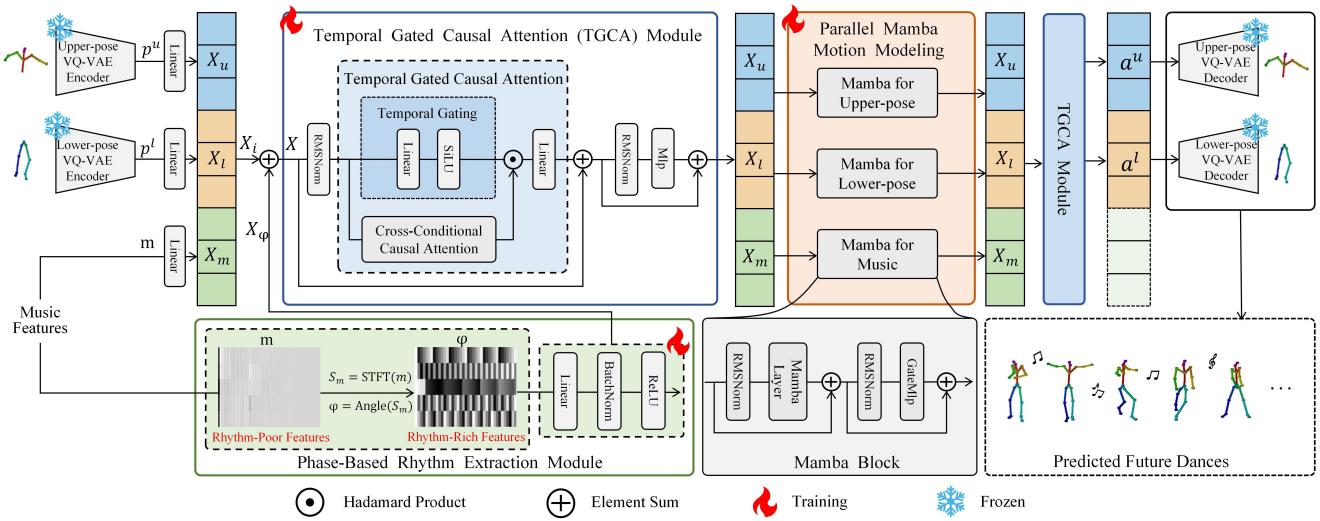 Upper-pose
VQ-VAE
Encoder
p^u
Linear
X_u
Lower-pose
VQ-VAE
Encoder
p^l
Linear
X_l
m
Linear
X_m
Music
Features
X_i
X
X_φ
Temporal Gated Causal Attention (TGCA) Module
RMSNorm
Temporal Gated Causal Attention
Temporal Gating
Linear
SiLU
Linear
Cross-Conditional
Causal Attention
RMSNorm
Mlp
X_u
X_l
X_m
Parallel Mamba
Motion Modeling
Mamba for
Upper-pose
Mamba for
Lower-pose
Mamba for
Music
X_u
X_l
X_m
TGCA Module
a^u
a^l
Upper-pose
VQ-VAE
Decoder
Lower-pose
VQ-VAE
Decoder
m
S_m = STFT(m)
φ = Angle(S_m)
φ
Rhythm-Poor Features
Rhythm-Rich Features
Linear
BatchNorm
ReLU
Phase-Based Rhythm Extraction Module
RMSNorm
Mamba
Layer
RMSNorm
GateMlp
Mamba Block
...
Predicted Future Dances
Hadamard Product
Element Sum
Training
Frozen